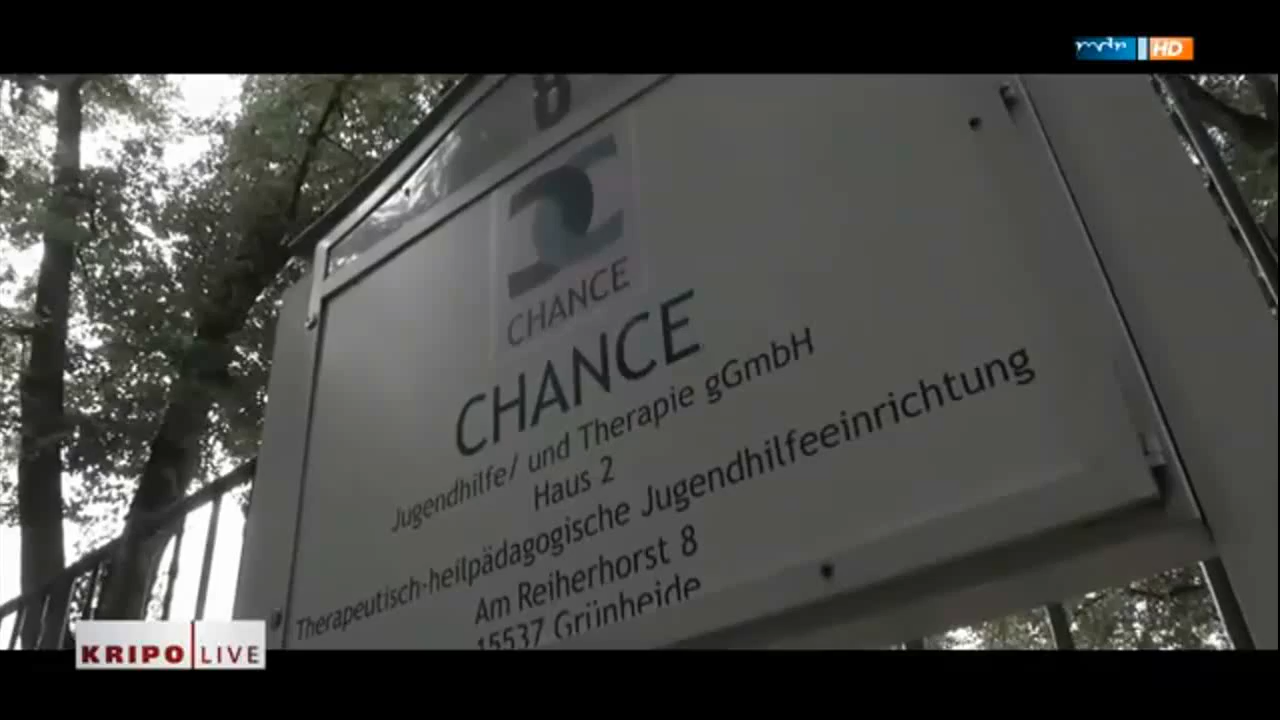 mdr HD
8
CHANCE
CHANCE
Jugendhilfe/ und Therapie gGmbH
Haus 2
Therapeutisch-heilpädagogische Jugendhilfeeinrichtung
Am Reiherhorst 8
15537 Grünheide
KRIPO LIVE